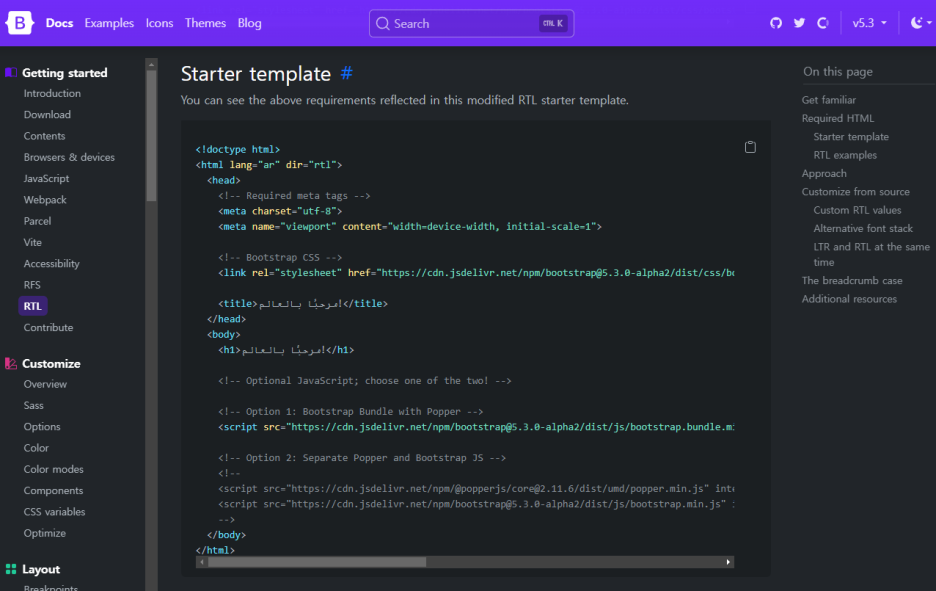 B Docs Examples Icons Themes Blog Search CTRL K v5.3
Getting started
Introduction
Download
Contents
Browsers & devices
JavaScript
Webpack
Parcel
Vite
Accessibility
RFS
RTL
Contribute
Customize
Overview
Sass
Options
Color
Color modes
Components
CSS variables
Optimize
Layout
Breakpoints
Starter template #
You can see the above requirements reflected in this modified RTL starter template.
<!doctype html>
<html lang="ar" dir="rtl">
<head>
<!-- Required meta tags -->
<meta charset="utf-8">
<meta name="viewport" content="width=device-width, initial-scale=1">
<!-- Bootstrap CSS -->
<link rel="stylesheet" href="https://cdn.jsdelivr.net/npm/bootstrap@5.3.0-alpha2/dist/css/bo
<title>مرحبًا بالعالم!</title>
</head>
<body>
<h1>مرحبًا بالعالم!</h1>
<!-- Optional JavaScript; choose one of the two! -->
<!-- Option 1: Bootstrap Bundle with Popper -->
<script src="https://cdn.jsdelivr.net/npm/bootstrap@5.3.0-alpha2/dist/js/bootstrap.bundle.mi
<!-- Option 2: Separate Popper and Bootstrap JS -->
<!--
<script src="https://cdn.jsdelivr.net/npm/@popperjs/core@2.11.6/dist/umd/popper.min.js" inte
<script src="https://cdn.jsdelivr.net/npm/bootstrap@5.3.0-alpha2/dist/js/bootstrap.min.js" i
-->
</body>
</html>
On this page
Get familiar
Required HTML
Starter template
RTL examples
Approach
Customize from source
Custom RTL values
Alternative font stack
LTR and RTL at the same
time
The breadcrumb case
Additional resources